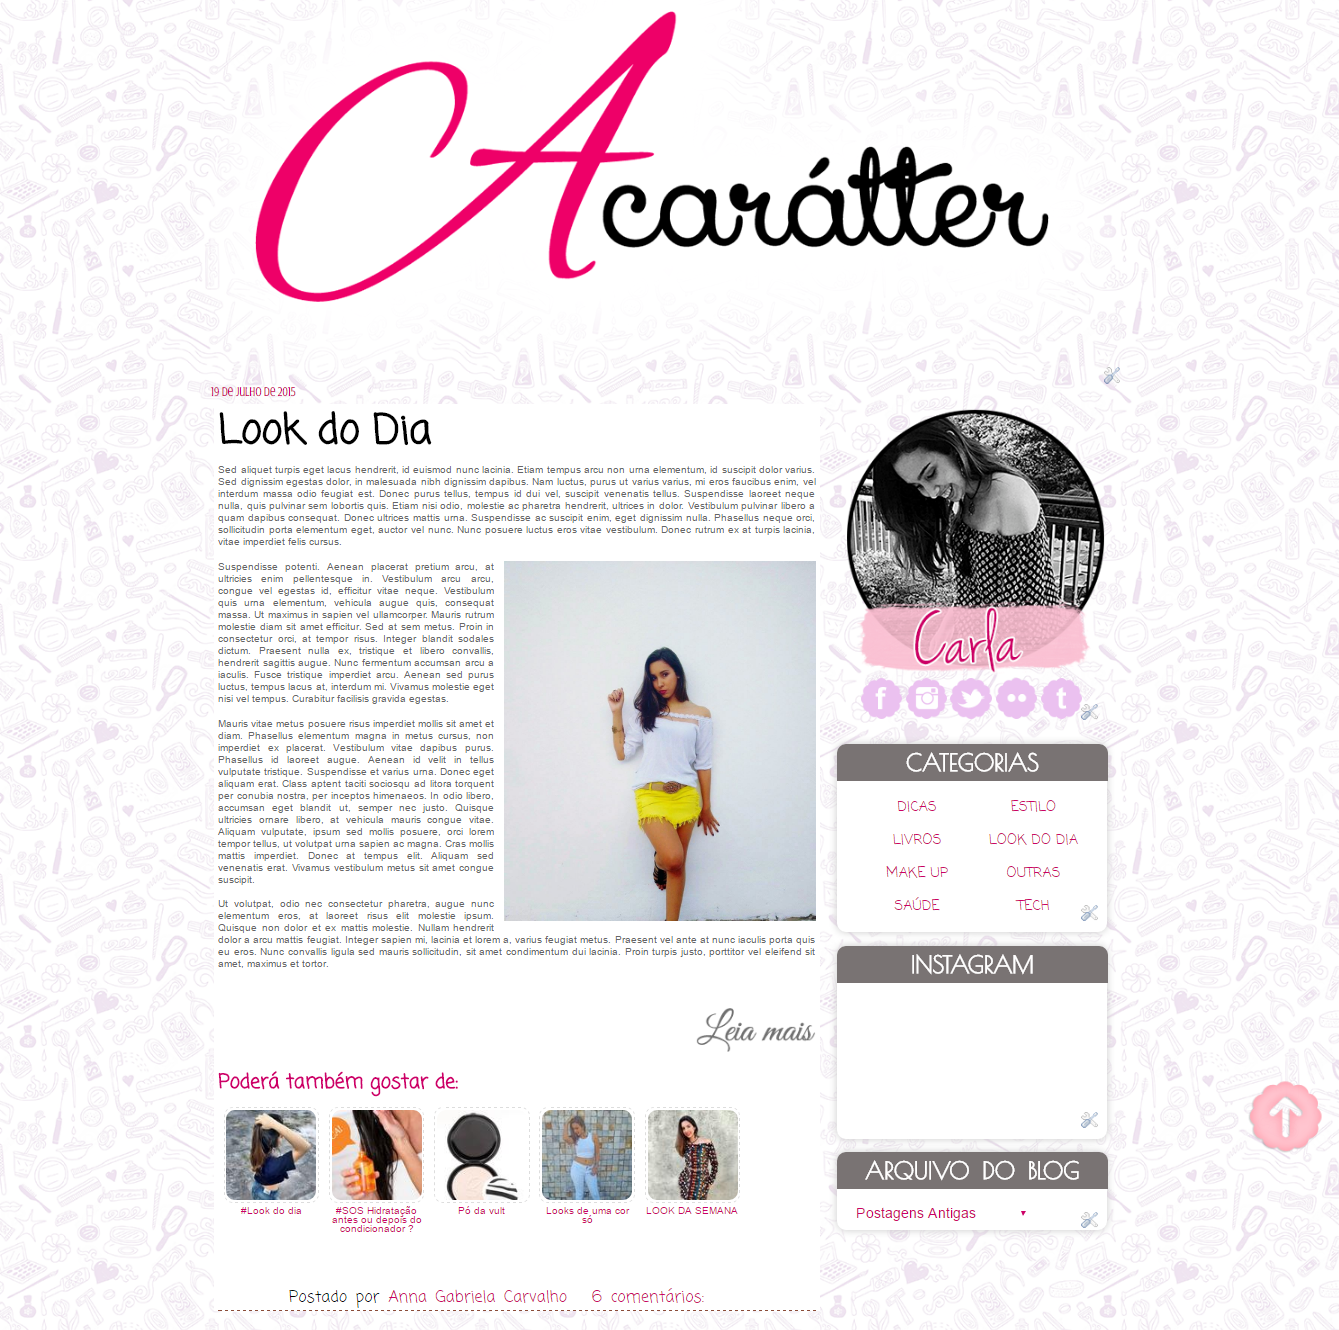 A carátter
19 de julho de 2015
Look do Dia
Sed aliquet turpis eget lacus hendrerit, id euismod nunc lacinia. Etiam tempus arcu non urna elementum, id suscipit dolor varius.
Sed dignissim egestas dolor, in malesuada nibh dignissim dapibus. Nam luctus, purus ut varius varius, mi eros faucibus enim, vel
interdum massa odio feugiat est. Donec purus tellus, tempus id dui vel, suscipit venenatis tellus. Suspendisse laoreet neque
nulla, quis pulvinar sem lobortis quis. Etiam nisi odio, molestie ac pharetra hendrerit, ultrices in dolor. Vestibulum pulvinar libero a
quam dapibus consequat. Donec ultrices mattis urna. Suspendisse ac suscipit enim, eget dignissim nulla. Phasellus neque orci,
sollicitudin porta elementum eget, auctor vel nunc. Nunc posuere luctus eros vitae vestibulum. Donec rutrum ex at turpis lacinia,
vitae imperdiet felis cursus.
Suspendisse potenti. Aenean placerat pretium arcu, at
ultricies enim pellentesque in. Vestibulum arcu arcu,
congue vel egestas id, efficitur vitae neque. Vestibulum
quis urna elementum, vehicula augue quis, consequat
massa. Ut maximus in sapien vel ullamcorper. Mauris rutrum
molestie diam sit amet efficitur. Sed at sem metus. Proin in
consectetur orci, at tempor risus. Integer blandit sodales
dictum. Praesent nulla ex, tristique et libero convallis,
hendrerit sagittis augue. Nunc fermentum accumsan arcu a
iaculis. Fusce tristique imperdiet arcu. Aenean sed purus
luctus, tempus lacus at, interdum mi. Vivamus molestie eget
nisi vel tempus. Curabitur facilisis gravida egestas.
Mauris vitae metus posuere risus imperdiet mollis sit amet et
diam. Phasellus elementum magna in metus cursus, non
imperdiet ex placerat. Vestibulum vitae dapibus purus.
Phasellus id laoreet augue. Aenean id velit in tellus
vulputate tristique. Suspendisse et varius urna. Donec eget
aliquam erat. Class aptent taciti sociosqu ad litora torquent
per conubia nostra, per inceptos himenaeos. In odio libero,
accumsan eget blandit ut, semper nec justo. Quisque
ultricies ornare libero, at vehicula mauris congue vitae.
Aliquam vulputate, ipsum sed mollis posuere, orci lorem
tempor tellus, ut volutpat urna sapien ac magna. Cras mollis
mattis imperdiet. Donec at tempus elit. Aliquam sed
venenatis erat. Vivamus vestibulum metus sit amet congue
suscipit.
Ut volutpat, odio nec consectetur pharetra, augue nunc
elementum eros, at laoreet risus elit molestie ipsum.
Quisque non dolor et ex mattis molestie. Nullam hendrerit
dolor a arcu mattis feugiat. Integer sapien mi, lacinia et lorem a, varius feugiat metus. Praesent vel ante at nunc iaculis porta quis
eu eros. Nunc convallis ligula sed mauris sollicitudin, sit amet condimentum dui lacinia. Proin turpis justo, porttitor vel eleifend sit
amet, maximus et tortor.
Leia mais
Poderá também gostar de:
#Look do dia
#SOS Hidratação
antes ou depois do
condicionador ?
Pó da vult
Looks de uma cor
só
LOOK DA SEMANA
Postado por Anna Gabriela Carvalho 6 comentários:
Carla
CATEGORIAS
DICAS ESTILO
LIVROS LOOK DO DIA
MAKE UP OUTRAS
SAÚDE TECH
INSTAGRAM
ARQUIVO DO BLOG
Postagens Antigas